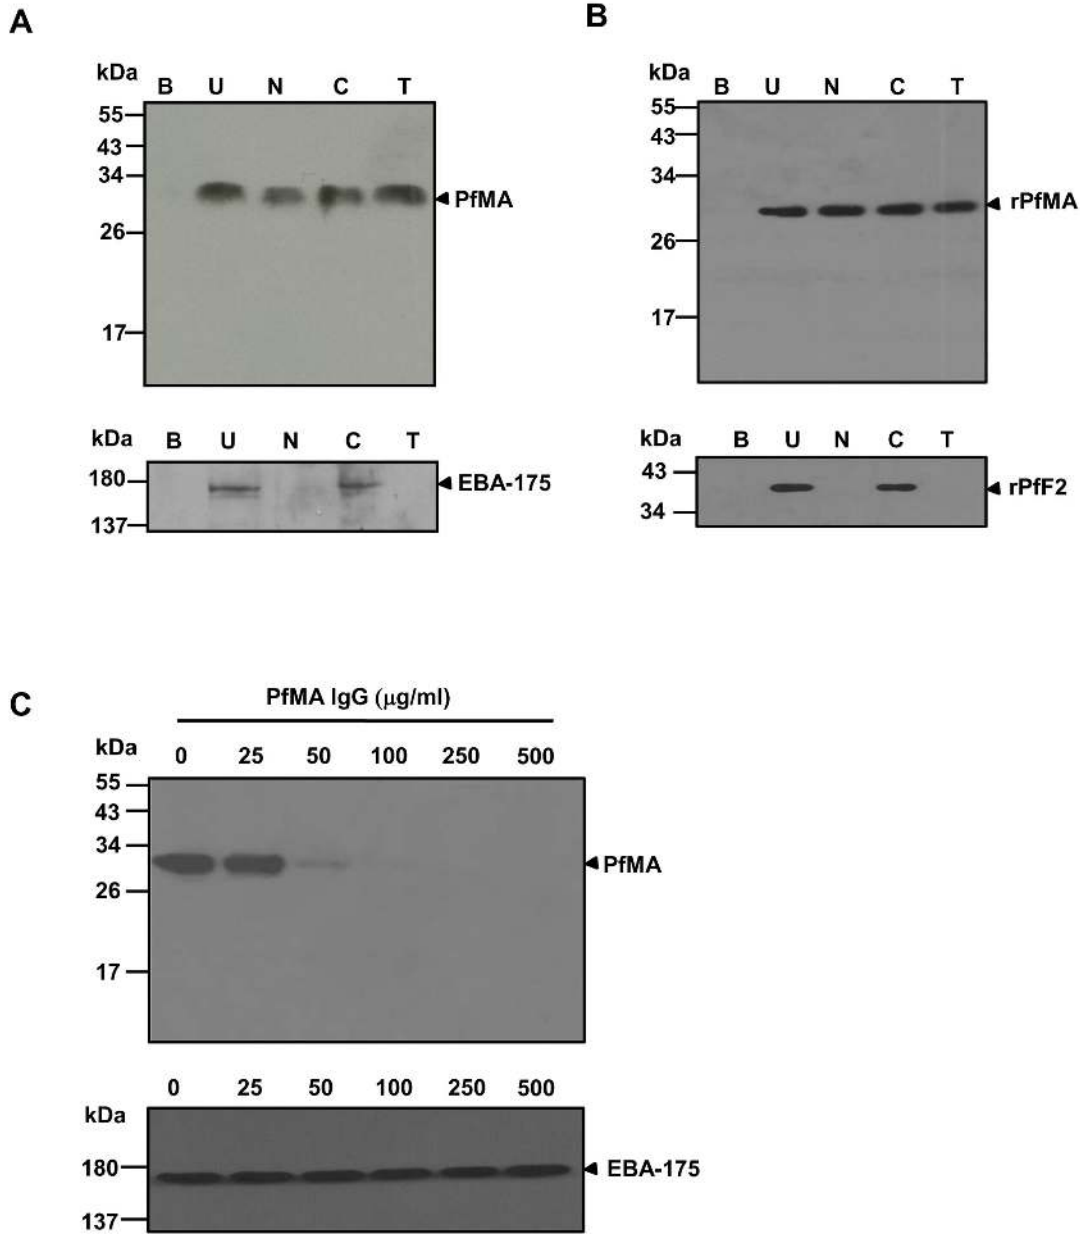 A
kDa B U N C T
55
43
34
PfMA
26
17
kDa B U N C T
180
EBA-175
137
B
kDa B U N C T
55
43
34
rPfMA
26
17
kDa B U N C T
43
rPfF2
34
C
PfMA IgG (μg/ml)
kDa 0 25 50 100 250 500
55
43
34
PfMA
26
17
0 25 50 100 250 500
kDa
180
EBA-175
137